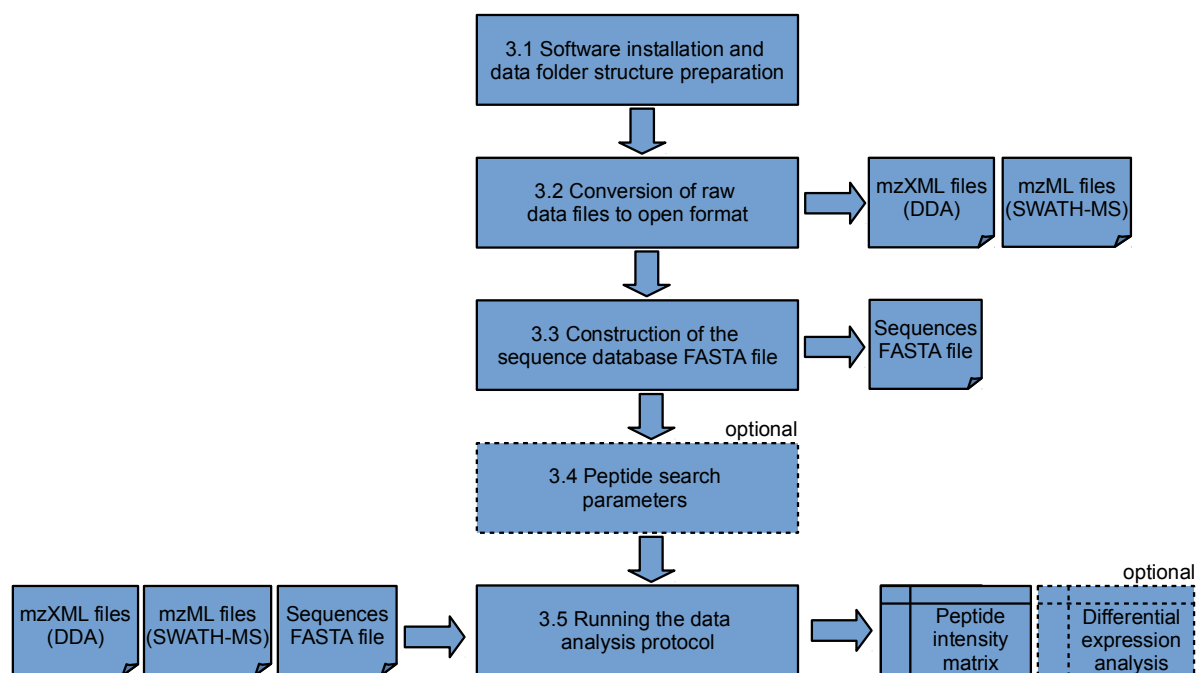 3.1 Software installation and
data folder structure preparation
3.2 Conversion of raw
data files to open format
mzXML files
(DDA)
mzML files
(SWATH-MS)
3.3 Construction of the
sequence database FASTA file
Sequences
FASTA file
optional
3.4 Peptide search
parameters
mzXML files
(DDA)
mzML files
(SWATH-MS)
Sequences
FASTA file
3.5 Running the data
analysis protocol
Peptide
intensity
matrix
optional
Differential
expression
analysis